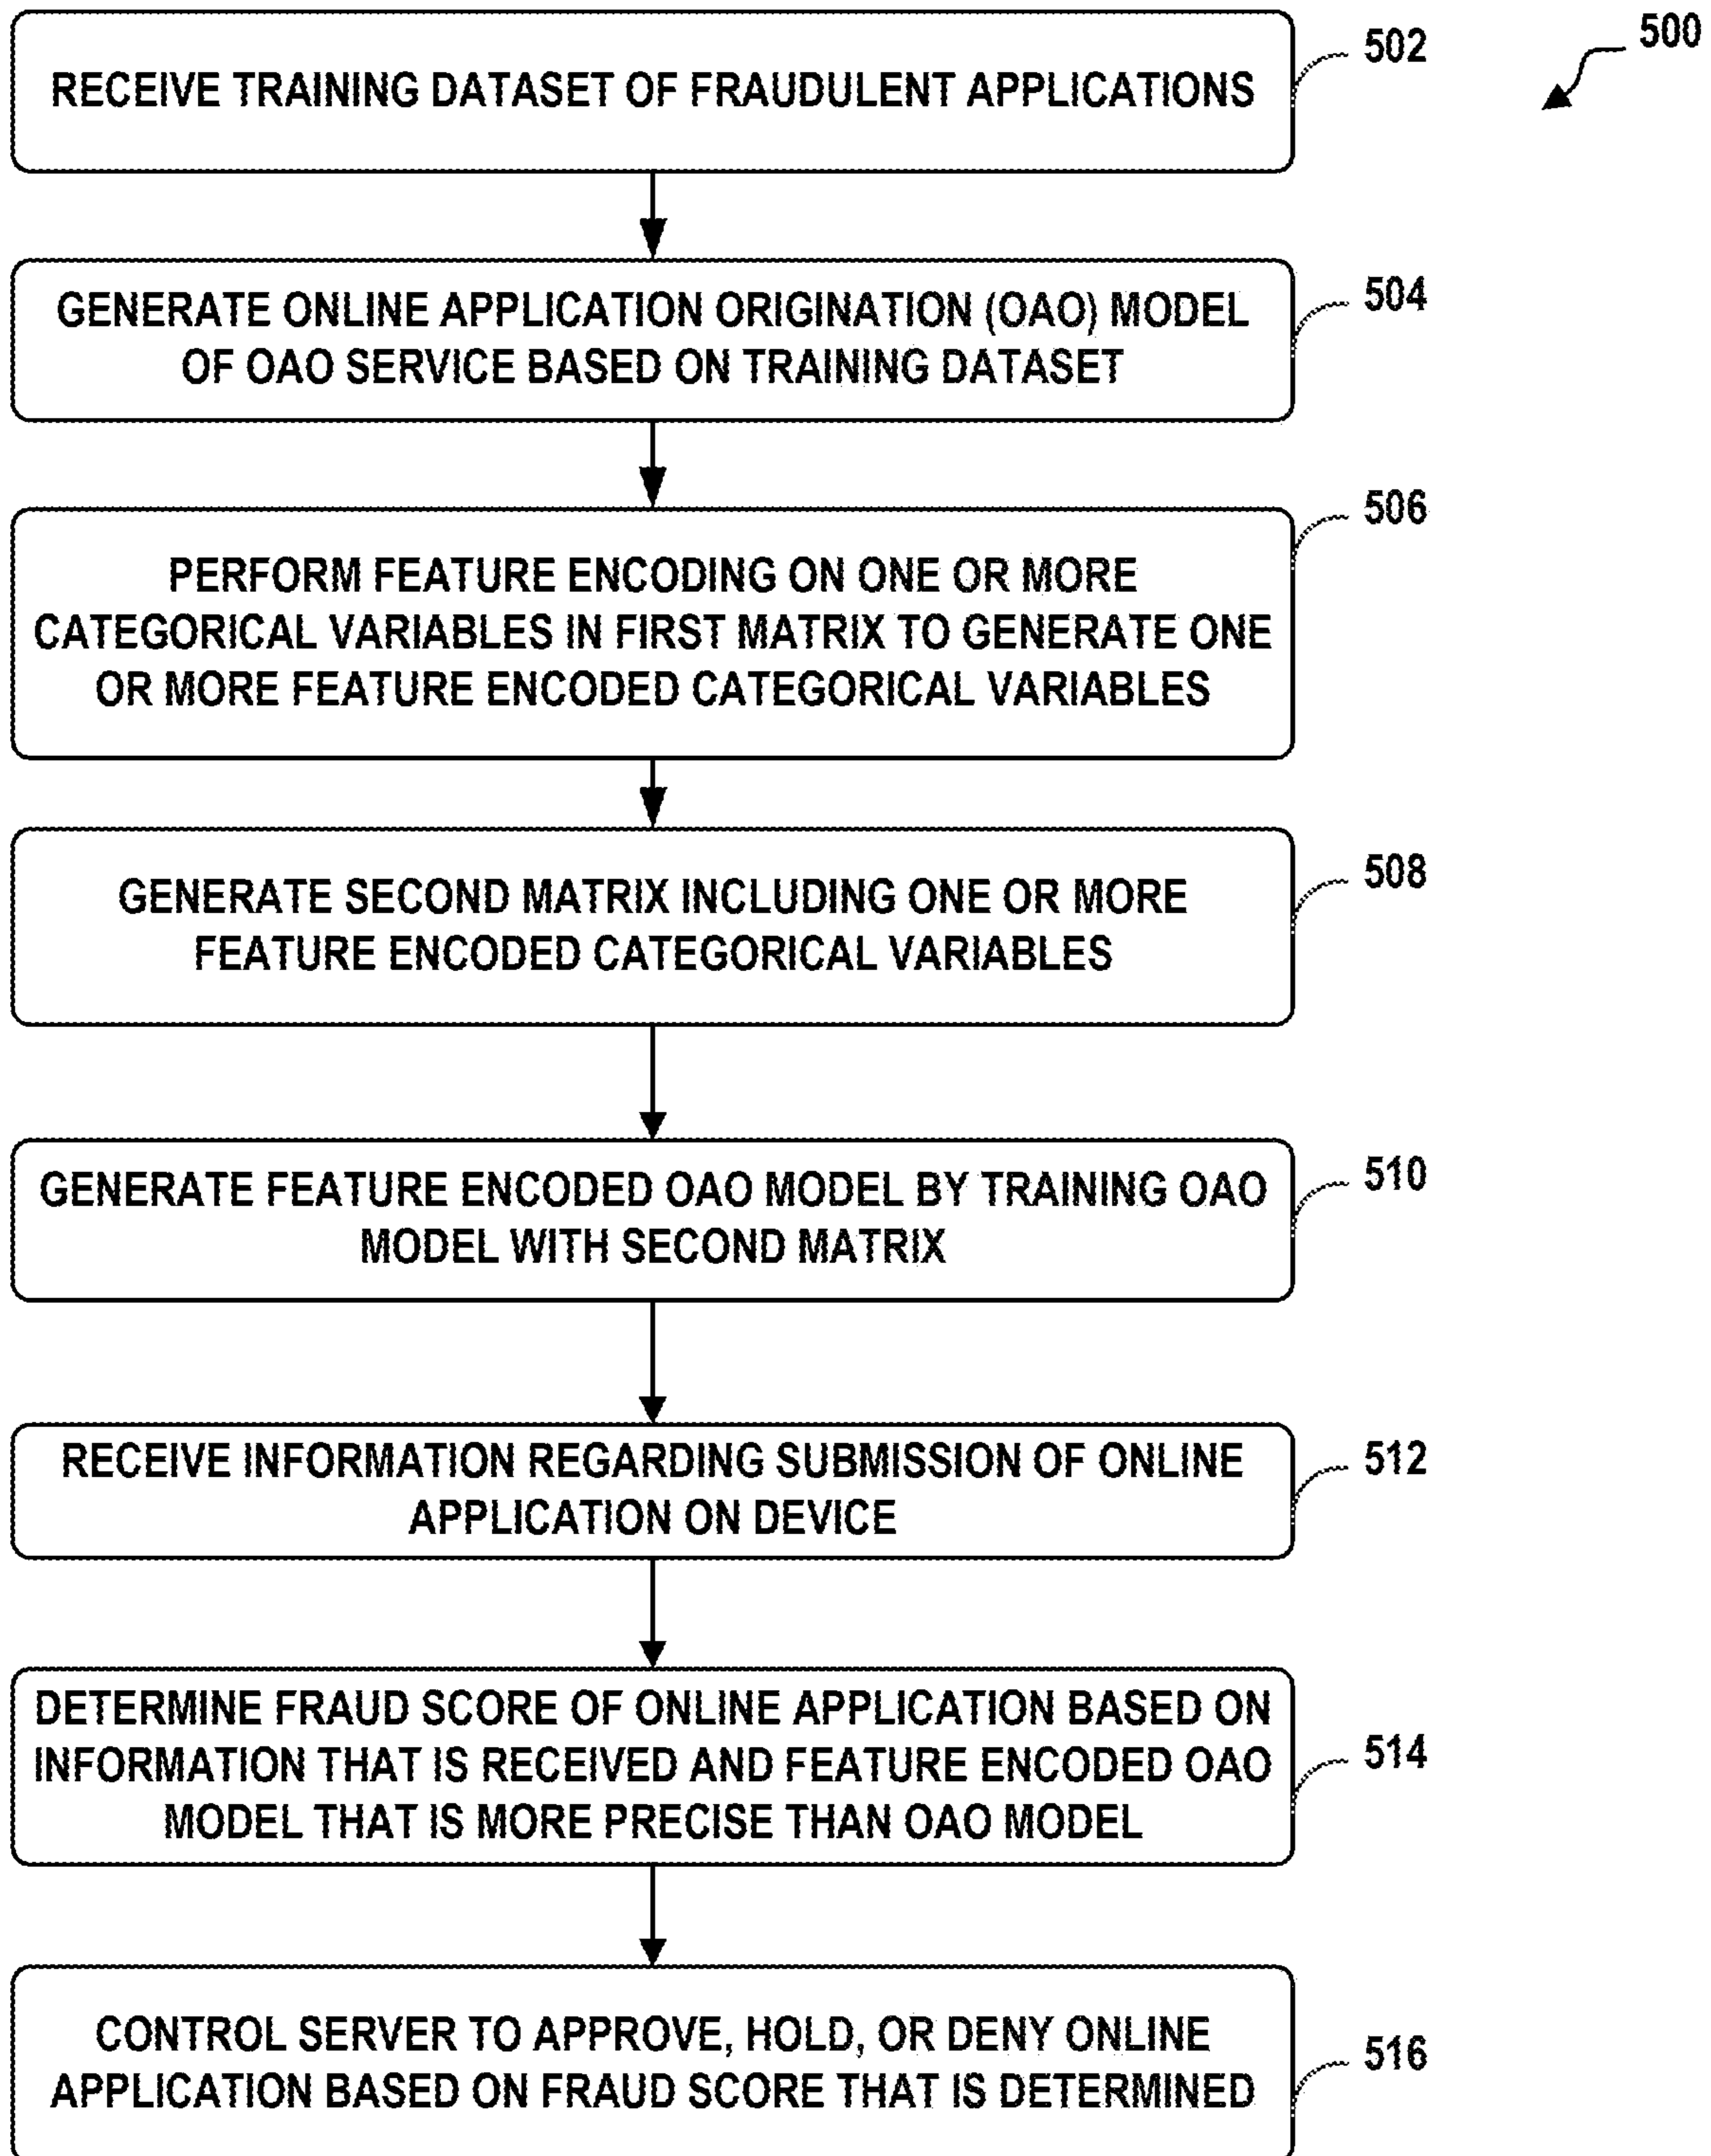 500
RECEIVE TRAINING DATASET OF FRAUDULENT APPLICATIONS
502
GENERATE ONLINE APPLICATION ORIGINATION (OAO) MODEL
OF OAO SERVICE BASED ON TRAINING DATASET
504
PERFORM FEATURE ENCODING ON ONE OR MORE
CATEGORICAL VARIABLES IN FIRST MATRIX TO GENERATE ONE
OR MORE FEATURE ENCODED CATEGORICAL VARIABLES
506
GENERATE SECOND MATRIX INCLUDING ONE OR MORE
FEATURE ENCODED CATEGORICAL VARIABLES
508
GENERATE FEATURE ENCODED OAO MODEL BY TRAINING OAO
MODEL WITH SECOND MATRIX
510
RECEIVE INFORMATION REGARDING SUBMISSION OF ONLINE
APPLICATION ON DEVICE
512
DETERMINE FRAUD SCORE OF ONLINE APPLICATION BASED ON
INFORMATION THAT IS RECEIVED AND FEATURE ENCODED OAO
MODEL THAT IS MORE PRECISE THAN OAO MODEL
514
CONTROL SERVER TO APPROVE, HOLD, OR DENY ONLINE
APPLICATION BASED ON FRAUD SCORE THAT IS DETERMINED
516